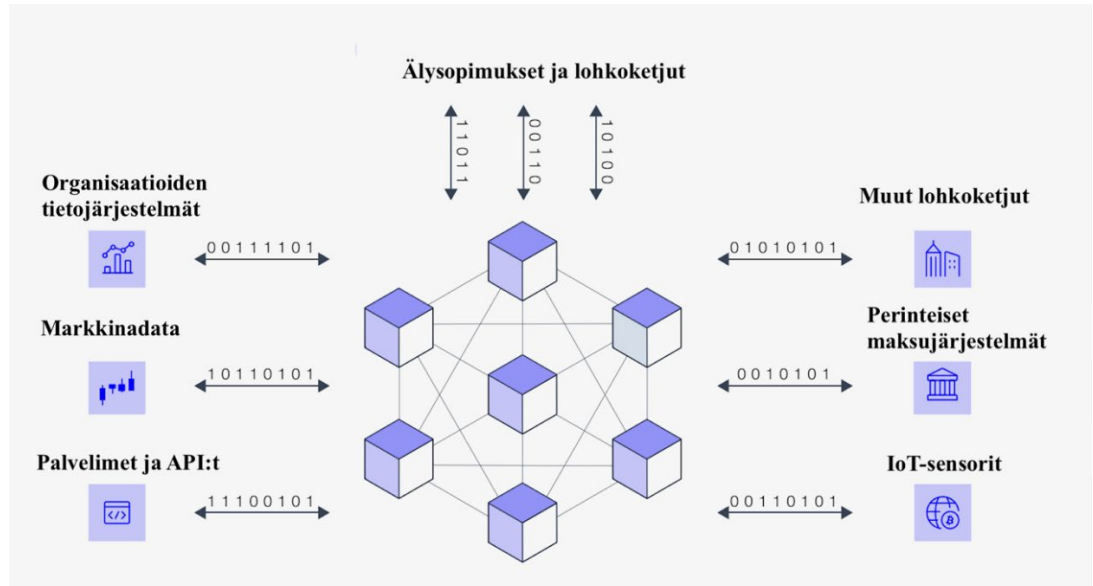 Älysopimukset ja lohkoketjut
11011
00110
10100
Organisaatioiden
tietojärjestelmät
00111101
Markkinadata
10110101
Palvelimet ja API:t
11100101
Muut lohkoketjut
01010101
Perinteiset
maksujärjestelmät
0010101
IoT-sensorit
00110101